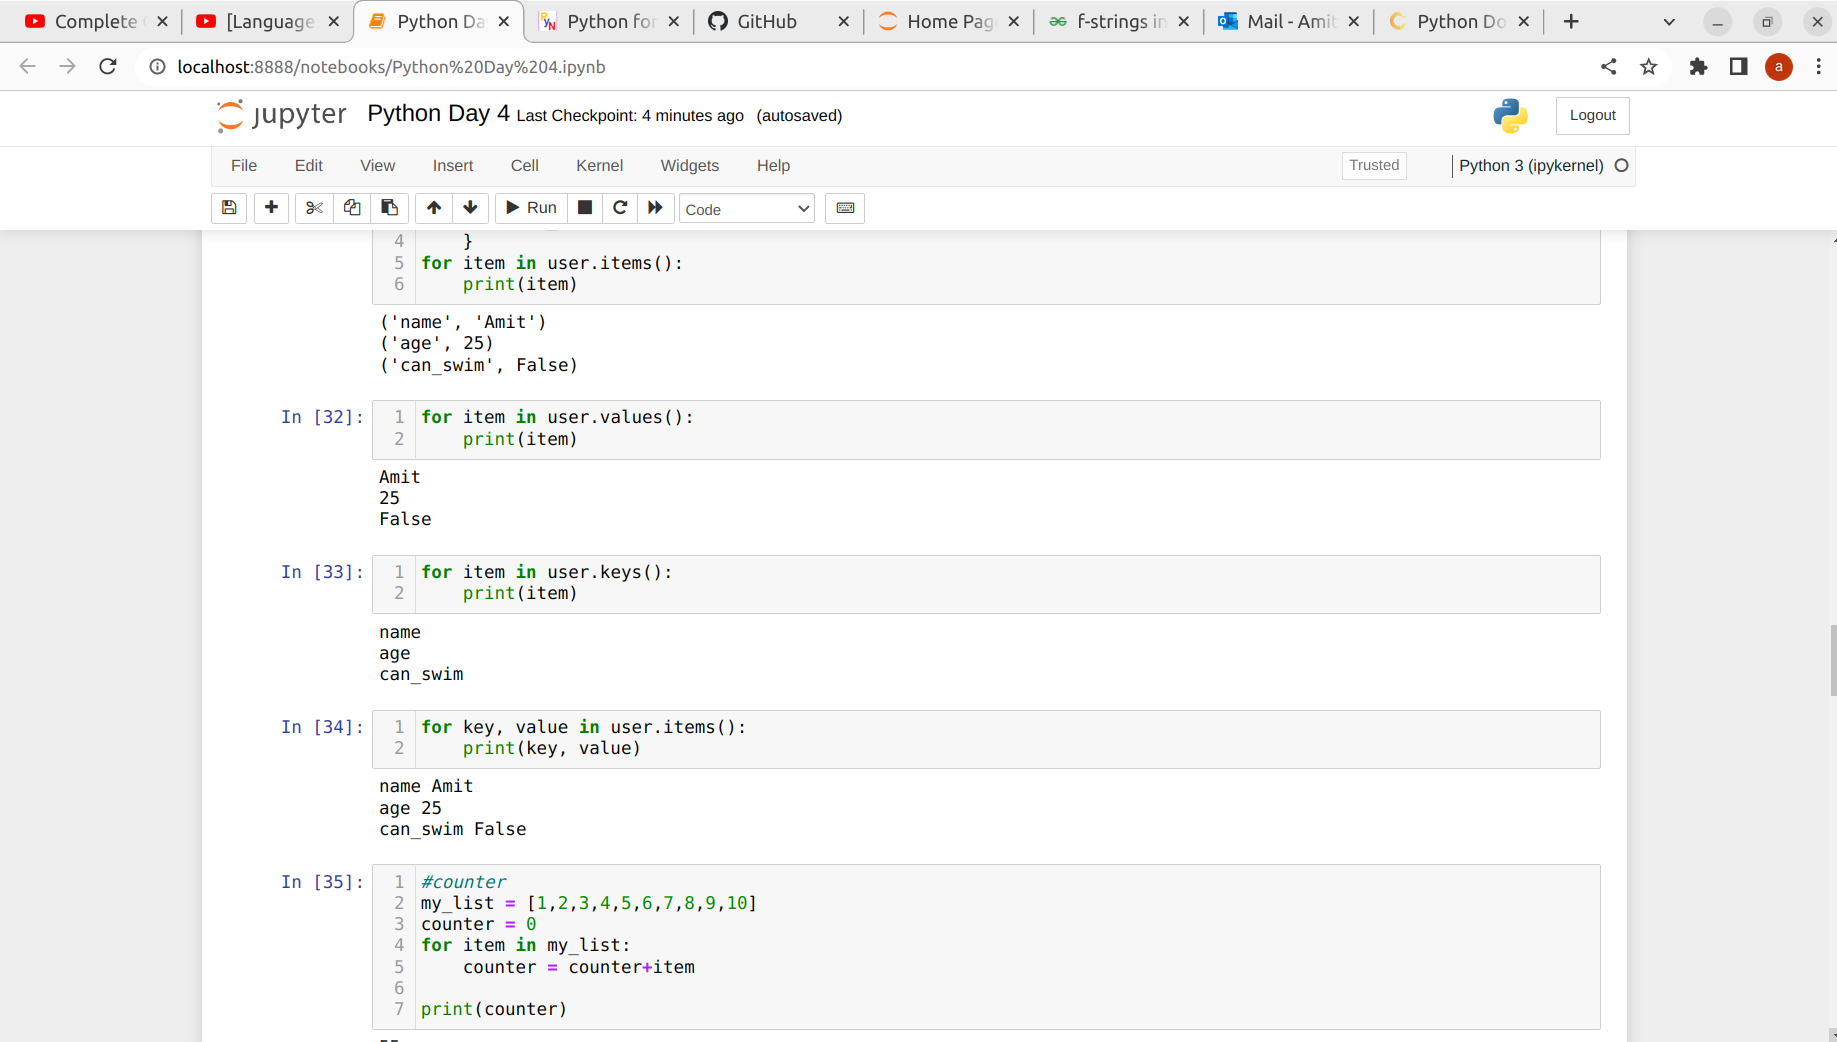 Complete
[Language
Python Da
Python for
GitHub
Home Pag
f-strings in
Mail - Amit
Python Do
localhost:8888/notebooks/Python%20Day%204.ipynb
a
jupyter Python Day 4 Last Checkpoint: 4 minutes ago (autosaved)
Logout
File Edit View Insert Cell Kernel Widgets Help
Trusted
Python 3 (ipykernel)
Run
Code
4     }
5 for item in user.items():
6     print(item)
('name', 'Amit')
('age', 25)
('can_swim', False)
In [32]:
1 for item in user.values():
2     print(item)
Amit
25
False
In [33]:
1 for item in user.keys():
2     print(item)
name
age
can_swim
In [34]:
1 for key, value in user.items():
2     print(key, value)
name Amit
age 25
can_swim False
In [35]:
1 #counter
2 my_list = [1,2,3,4,5,6,7,8,9,10]
3 counter = 0
4 for item in my_list:
5     counter = counter+item
6
7 print(counter)